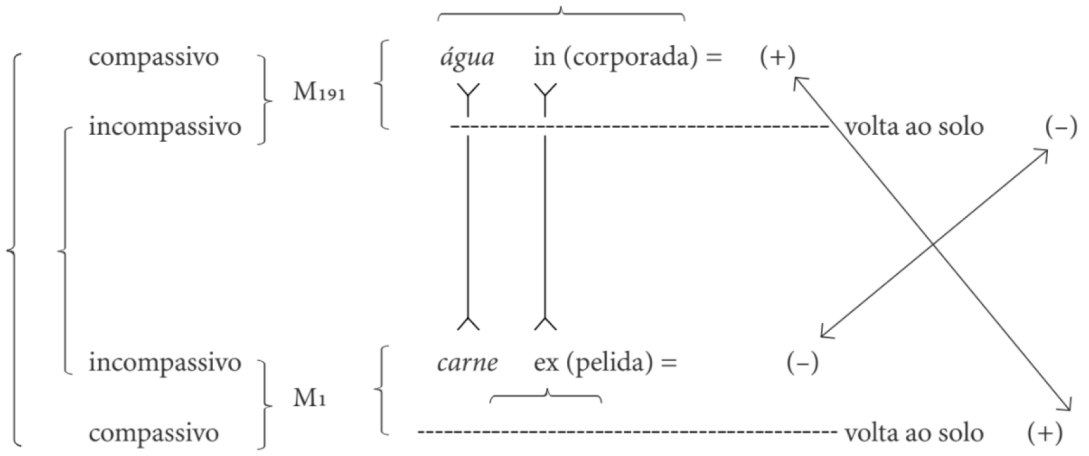 compassivo água in (corporada) = (+)
M191
incompassivo volta ao solo (–)
incompassivo carne ex (pelida) = (–)
M1
compassivo volta ao solo (+)